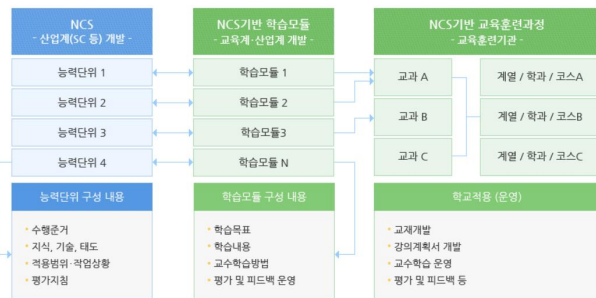 NCS
- 산업계(SC 등) 개발 -
능력단위 1
능력단위 2
능력단위 3
능력단위 4
능력단위 구성 내용
수행준거
지식, 기술, 태도
적용범위·작업상황
평가지침
NCS기반 학습모듈
- 교육계·산업계 개발 -
학습모듈 1
학습모듈 2
학습모듈3
학습모듈 N
학습모듈 구성 내용
학습목표
학습내용
교수학습방법
평가 및 피드백 운영
NCS기반 교육훈련과정
- 교육훈련기관 -
교과 A
교과 B
교과 C
계열 / 학과 / 코스A
계열 / 학과 / 코스B
계열 / 학과 / 코스C
학교적용 (운영)
교재개발
강의계획서 개발
교수학습 운영
평가 및 피드백 등